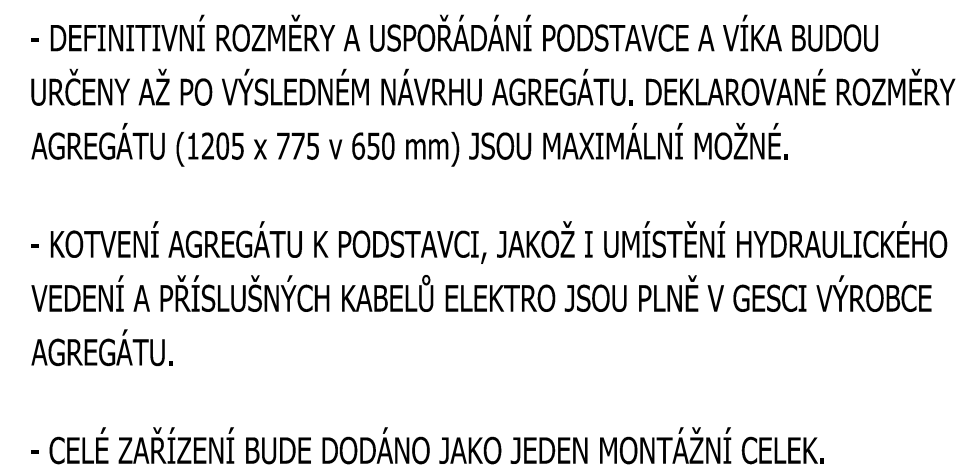 - DEFINITIVNÍ ROZMĚRY A USPOŘÁDÁNÍ PODSTAVCE A VÍKA BUDOU
URČENY AŽ PO VÝSLEDNÉM NÁVRHU AGREGÁTU. DEKLAROVANÉ ROZMĚRY
AGREGÁTU (1205 x 775 v 650 mm) JSOU MAXIMÁLNÍ MOŽNÉ.
- KOTVENÍ AGREGÁTU K PODSTAVCI, JAKOŽ I UMÍSTĚNÍ HYDRAULICKÉHO
VEDENÍ A PŘÍSLUŠNÝCH KABELŮ ELEKTRO JSOU PLNĚ V GESCI VÝROBCE
AGREGÁTU.
- CELÉ ZAŘÍZENÍ BUDE DODÁNO JAKO JEDEN MONTÁŽNÍ CELEK.